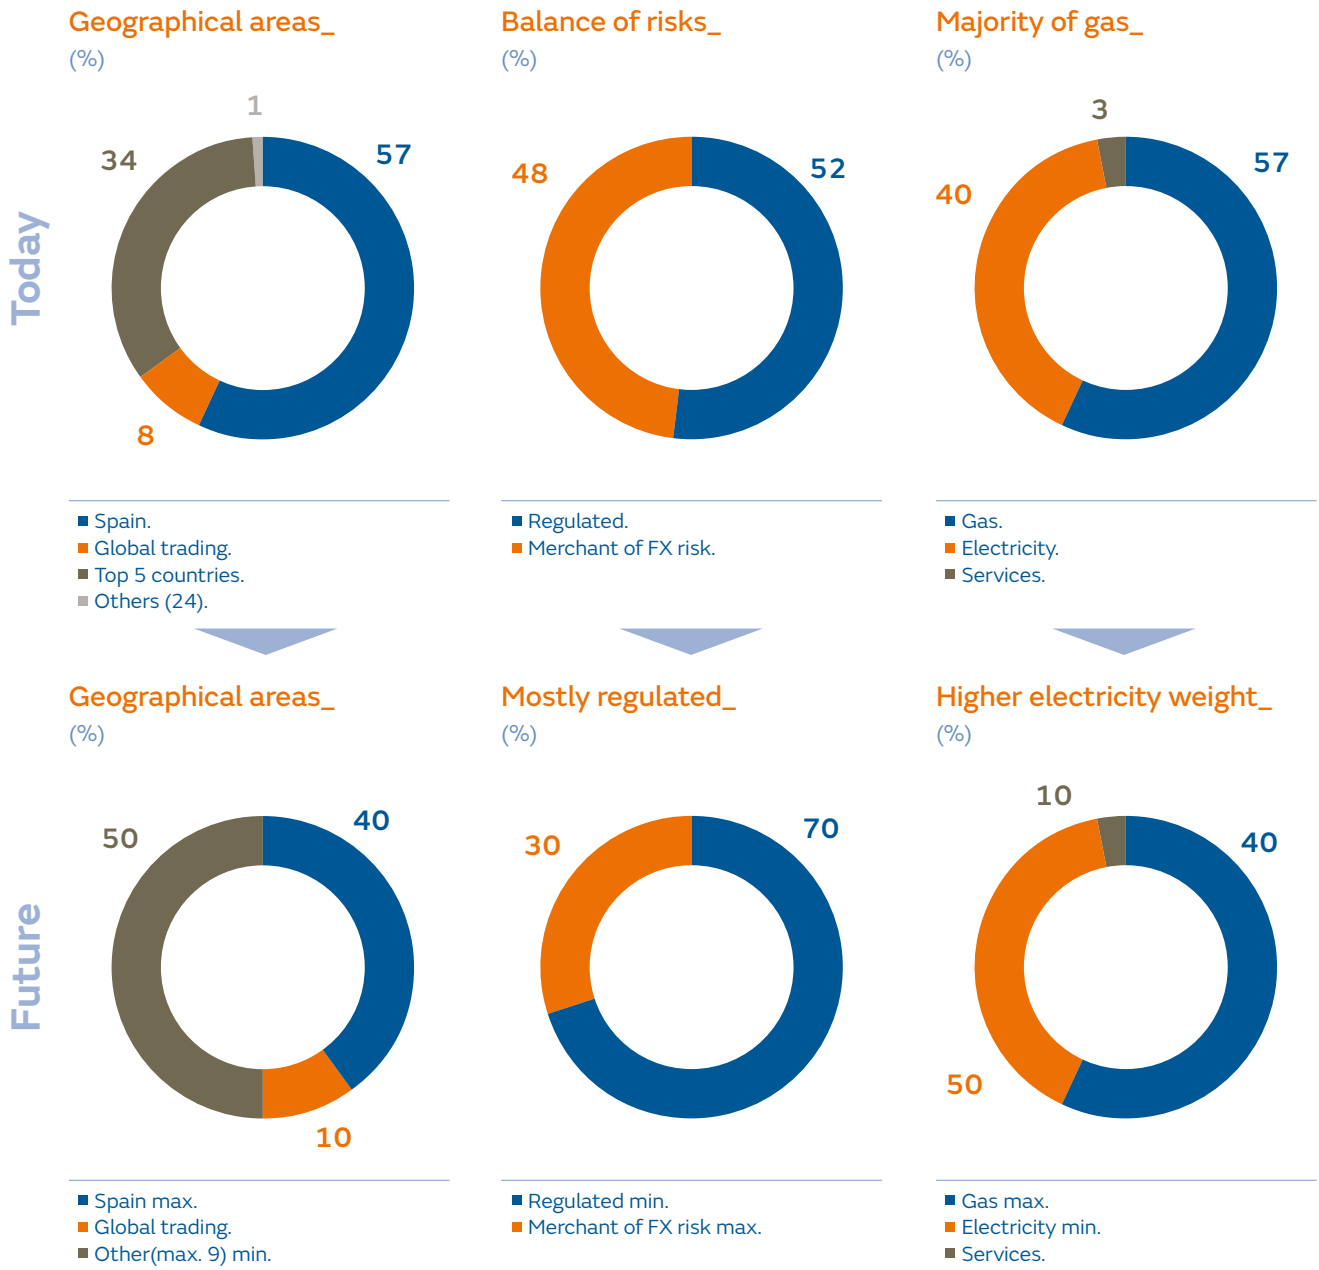 Geographical areas_
(%)
1
34
57
8
Spain.
Global trading.
Top 5 countries.
Others (24).
Balance of risks_
(%)
48
52
Regulated.
Merchant of FX risk.
Majority of gas_
(%)
3
57
40
Gas.
Electricity.
Services.
Today
Geographical areas_
(%)
40
50
10
Spain max.
Global trading.
Other(max. 9) min.
Mostly regulated_
(%)
70
30
Regulated min.
Merchant of FX risk max.
Higher electricity weight_
(%)
10
40
50
Gas max.
Electricity min.
Services.
Future